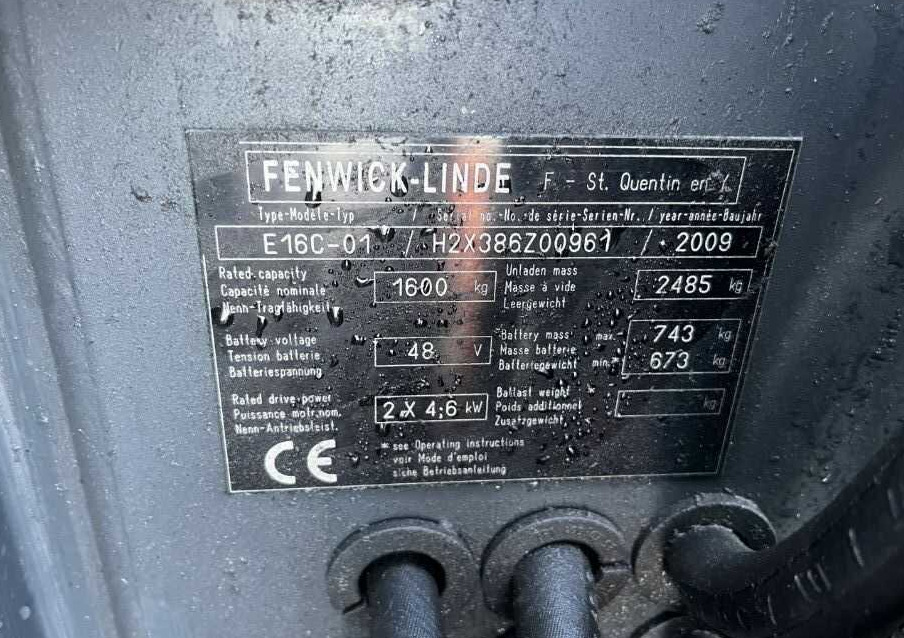 FENWICK-LINDE F - St. Quentin en Y.
Type-Modèle-Typ / Serial no.-No. de série-Serien-Nr. / year-année-Baujahr
E16C-01 / H2X386Z00961 / 2009
Rated capacity
Capacité nominale
Nenn-Tragfähigkeit
1600 kg
Unladen mass
Masse à vide
Leergewicht
2485 kg
Battery voltage
Tension batterie
Batteriespannung
48 V
Battery mass max.
Masse batterie
Batteriegewicht min.*
743 kg
673 kg
Rated drive power
Puissance motr.nom.
Nenn-Antriebsleist.
2 X 4,6 kW
Ballast weight *
Poids additionnel
Zusatzgewicht
kg
CE
* see Operating instructions
voir Mode d'emploi
siehe Betriebsanleitung